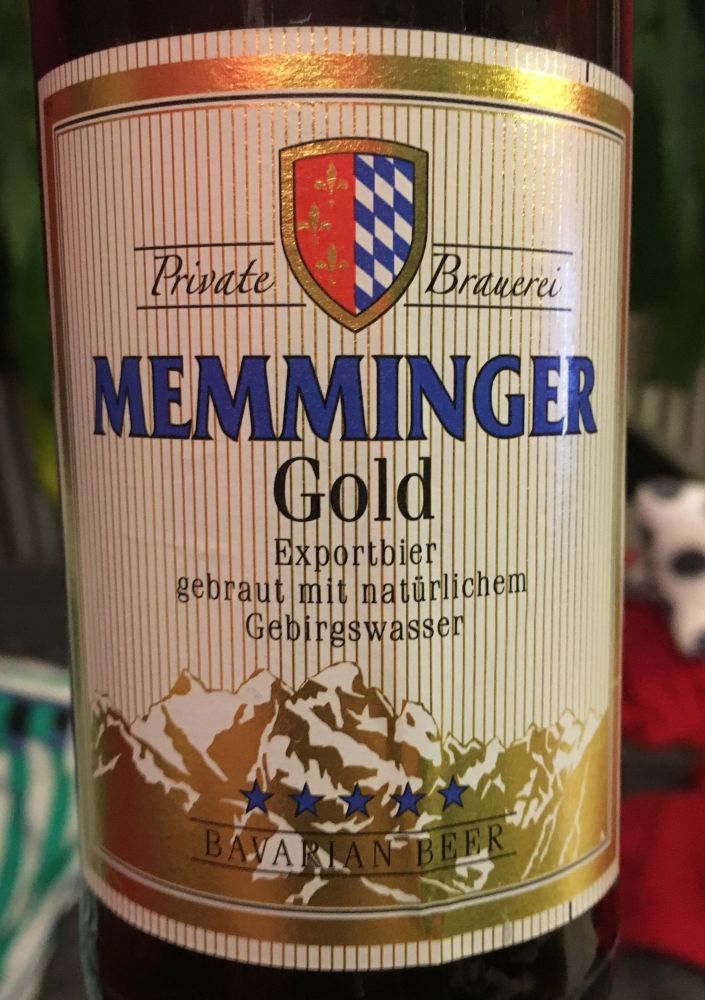 Private Brauerei
MEMMINGER
Gold
Exportbier
gebraut mit natürlichem
Gebirgswasser
BAVARIAN BEER